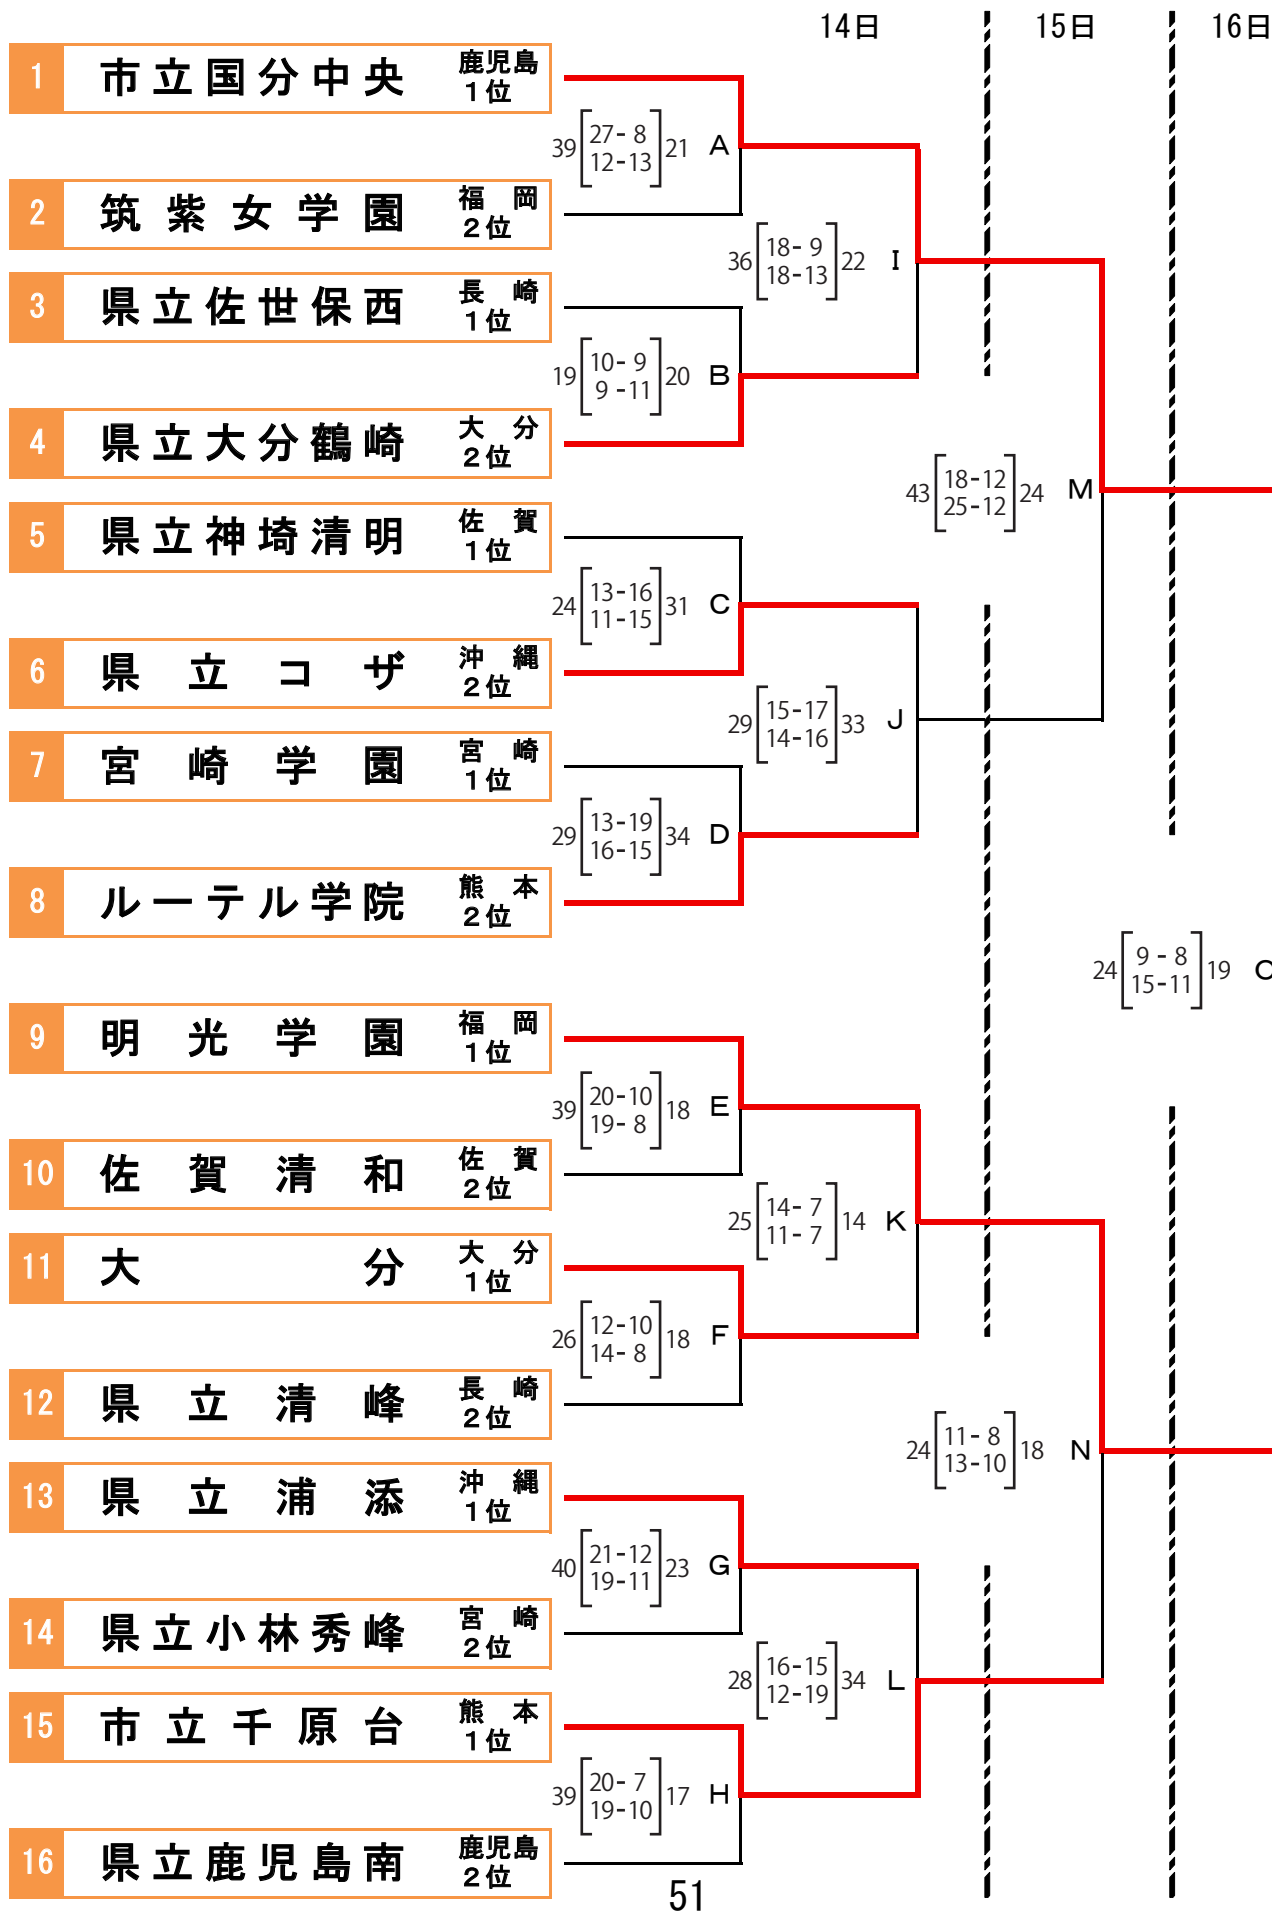 14日 15日 16日
1 市立国分中央 鹿児島 1位
39 27- 8 12-13 21 A
2 筑紫女学園 福岡 2位
36 18- 9 18-13 22 I
3 県立佐世保西 長崎 1位
19 10- 9 9 -11 20 B
4 県立大分鶴崎 大分 2位
43 18-12 25-12 24 M
5 県立神埼清明 佐賀 1位
24 13-16 11-15 31 C
6 県立コザ 沖縄 2位
29 15-17 14-16 33 J
7 宮崎学園 宮崎 1位
29 13-19 16-15 34 D
8 ルーテル学院 熊本 2位
24 9 - 8 15-11 19
9 明光学園 福岡 1位
39 20-10 19- 8 18 E
10 佐賀清和 佐賀 2位
25 14- 7 11- 7 14 K
11 大分 大分 1位
26 12-10 14- 8 18 F
12 県立清峰 長崎 2位
24 11- 8 13-10 18 N
13 県立浦添 沖縄 1位
40 21-12 19-11 23 G
14 県立小林秀峰 宮崎 2位
28 16-15 12-19 34 L
15 市立千原台 熊本 1位
39 20- 7 19-10 17 H
16 県立鹿児島南 鹿児島 2位
51